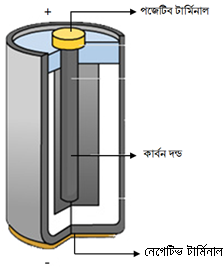 +
পজেটিব টার্মিনাল
কার্বন দন্ড
নেগেটিভ টার্মিনাল
-